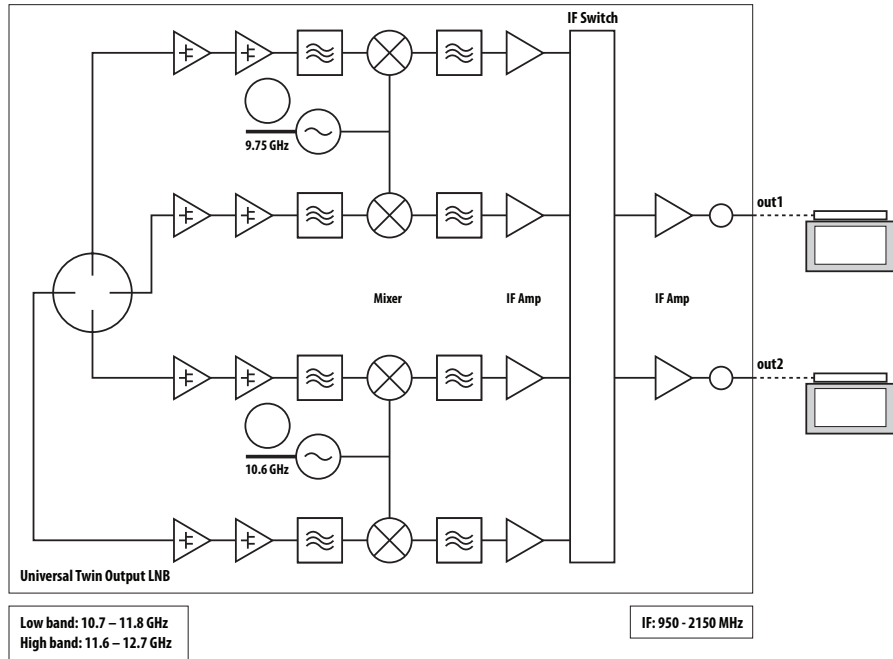 IF Switch
9.75 GHz
out1
Mixer
IF Amp
IF Amp
out2
10.6 GHz
Universal Twin Output LNB
Low band: 10.7 – 11.8 GHz
High band: 11.6 – 12.7 GHz
IF: 950 - 2150 MHz